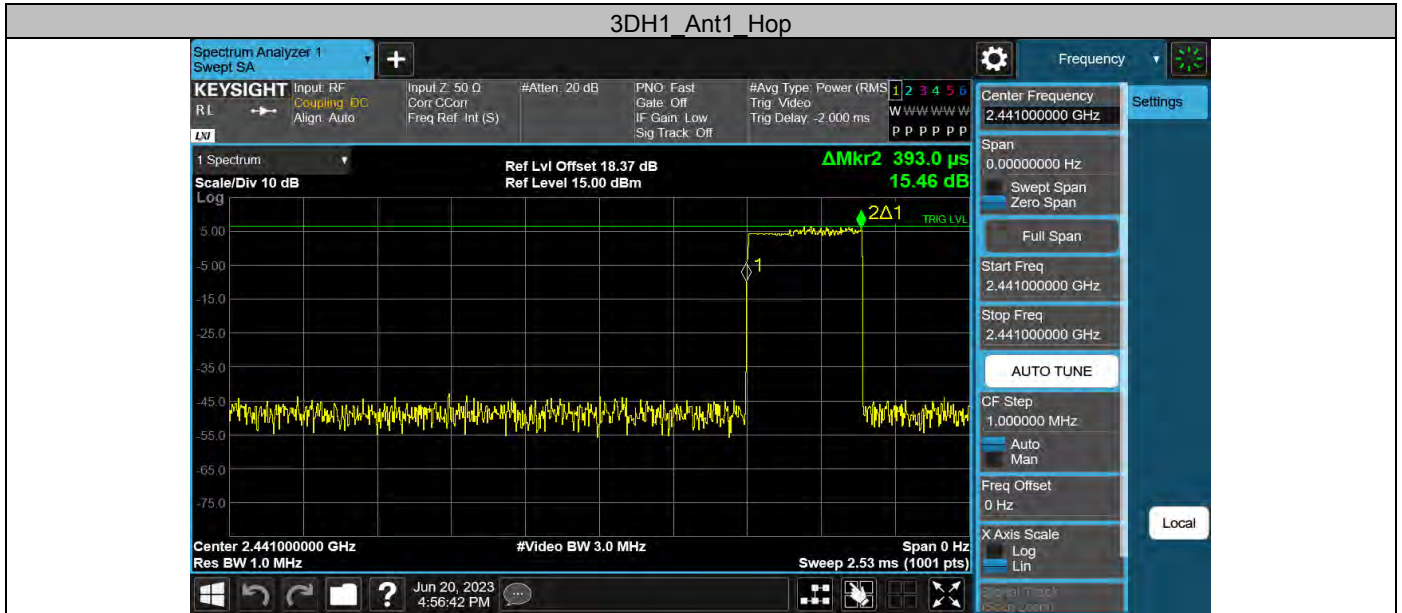 3DH1_Ant1_Hop
Spectrum Analyzer 1
Swept SA
+
Frequency
KEYSIGHT
RL
LXI
Input: RF
Coupling: DC
Align: Auto
Input Z: 50 Ω
Corr CCorr
Freq Ref: Int (S)
#Atten: 20 dB
PNO: Fast
Gate: Off
IF Gain: Low
Sig Track: Off
#Avg Type: Power (RMS
Trig: Video
Trig Delay: -2.000 ms
1 2 3 4 5 6
W W W W W W
P P P P P P
1 Spectrum
Scale/Div 10 dB
Ref Lvl Offset 18.37 dB
Ref Level 15.00 dBm
ΔMkr2 393.0 µs
15.46 dB
Log
5.00
-5.00
-15.0
-25.0
-35.0
-45.0
-55.0
-65.0
-75.0
2Δ1
TRIG LVL
1
Center 2.441000000 GHz
Res BW 1.0 MHz
#Video BW 3.0 MHz
Span 0 Hz
Sweep 2.53 ms (1001 pts)
Center Frequency
2.441000000 GHz
Settings
Span
0.00000000 Hz
Swept Span
Zero Span
Full Span
Start Freq
2.441000000 GHz
Stop Freq
2.441000000 GHz
AUTO TUNE
CF Step
1.000000 MHz
Auto
Man
Freq Offset
0 Hz
X Axis Scale
Log
Lin
Signal Track
(Span Zoom)
Local
?
Jun 20, 2023
4:56:42 PM